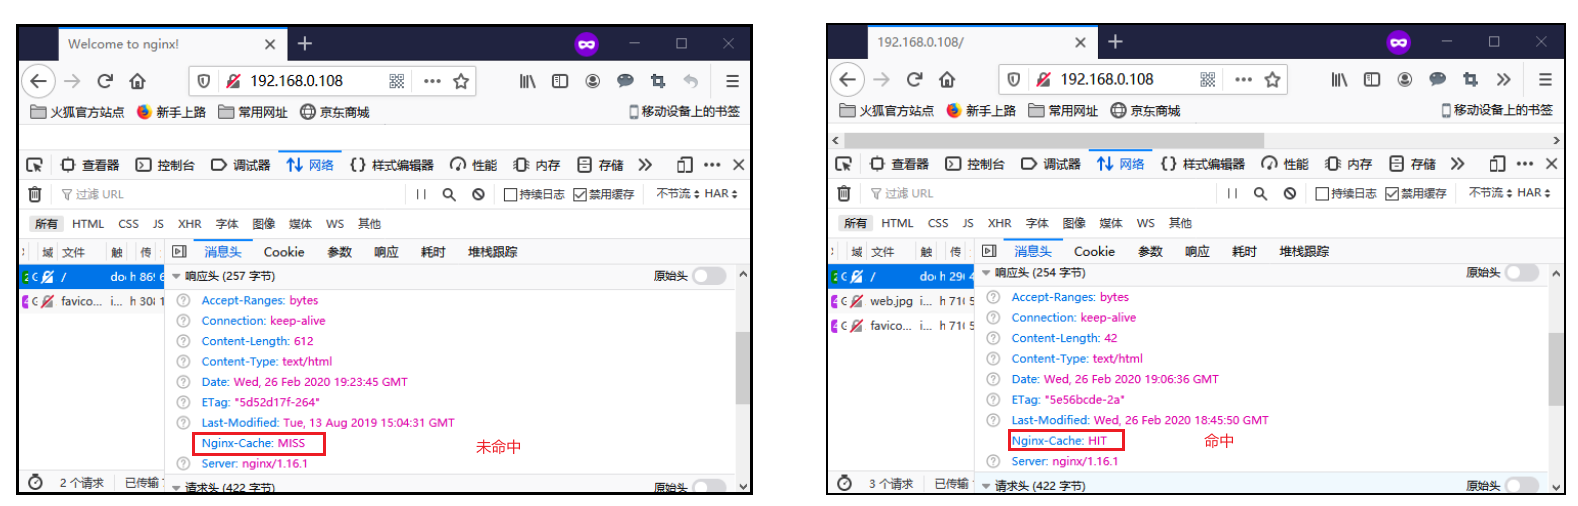 Welcome to nginx!
192.168.0.108
火狐官方站点 新手上路 常用网址 京东商城 移动设备上的书签
查看器 控制台 调试器 网络 {} 样式编辑器 性能 内存 存储
过滤 URL 持续日志 禁用缓存 不节流 HAR
所有 HTML CSS JS XHR 字体 图像 媒体 WS 其他
域 文件 触 传 消息头 Cookie 参数 响应 耗时 堆栈跟踪
/ 响应头 (257 字节) 原始头
favico... i...
Accept-Ranges: bytes
Connection: keep-alive
Content-Length: 612
Content-Type: text/html
Date: Wed, 26 Feb 2020 19:23:45 GMT
ETag: "5d52d17f-264"
Last-Modified: Tue, 13 Aug 2019 15:04:31 GMT
Nginx-Cache: MISS 未命中
Server: nginx/1.16.1
2 个请求 已传输 请求头 (422 字节) 原始头
192.168.0.108/
192.168.0.108
火狐官方站点 新手上路 常用网址 京东商城 移动设备上的书签
查看器 控制台 调试器 网络 {} 样式编辑器 性能 内存 存储
过滤 URL 持续日志 禁用缓存 不节流 HAR
所有 HTML CSS JS XHR 字体 图像 媒体 WS 其他
域 文件 触 传 消息头 Cookie 参数 响应 耗时 堆栈跟踪
/ 响应头 (254 字节) 原始头
web.jpg i...
favico... i...
Accept-Ranges: bytes
Connection: keep-alive
Content-Length: 42
Content-Type: text/html
Date: Wed, 26 Feb 2020 19:06:36 GMT
ETag: "5e56bcde-2a"
Last-Modified: Wed, 26 Feb 2020 18:45:50 GMT
Nginx-Cache: HIT 命中
Server: nginx/1.16.1
3 个请求 已传输 请求头 (422 字节) 原始头